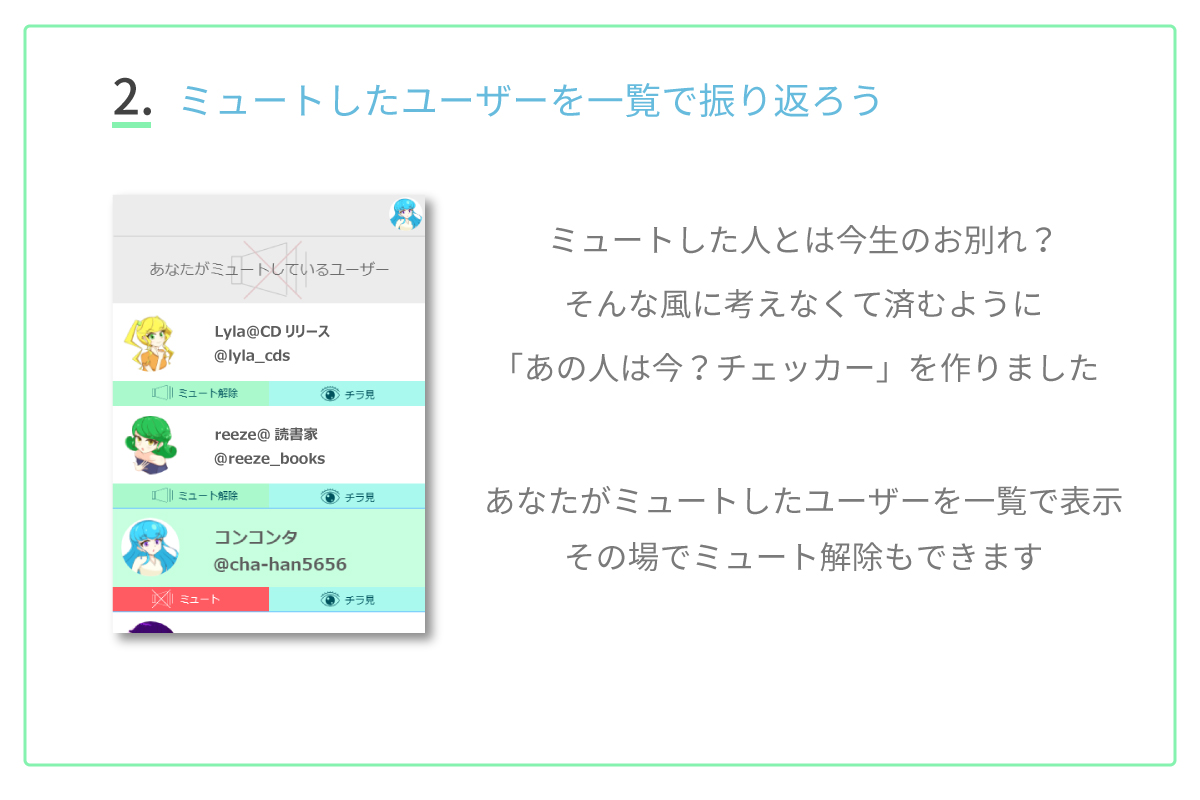 2. ミュートしたユーザーを一覧で振り返ろう
あなたがミュートしているユーザー
Lyla@CD リリース
@lyla_cds
ミュート解除 チラ見
reeze@ 読書家
@reeze_books
ミュート解除 チラ見
コンコンタ
@cha-han5656
ミュート チラ見
ミュートした人とは今生のお別れ？
そんな風に考えなくて済むように
「あの人は今？チェッカー」を作りました
あなたがミュートしたユーザーを一覧で表示
その場でミュート解除もできます